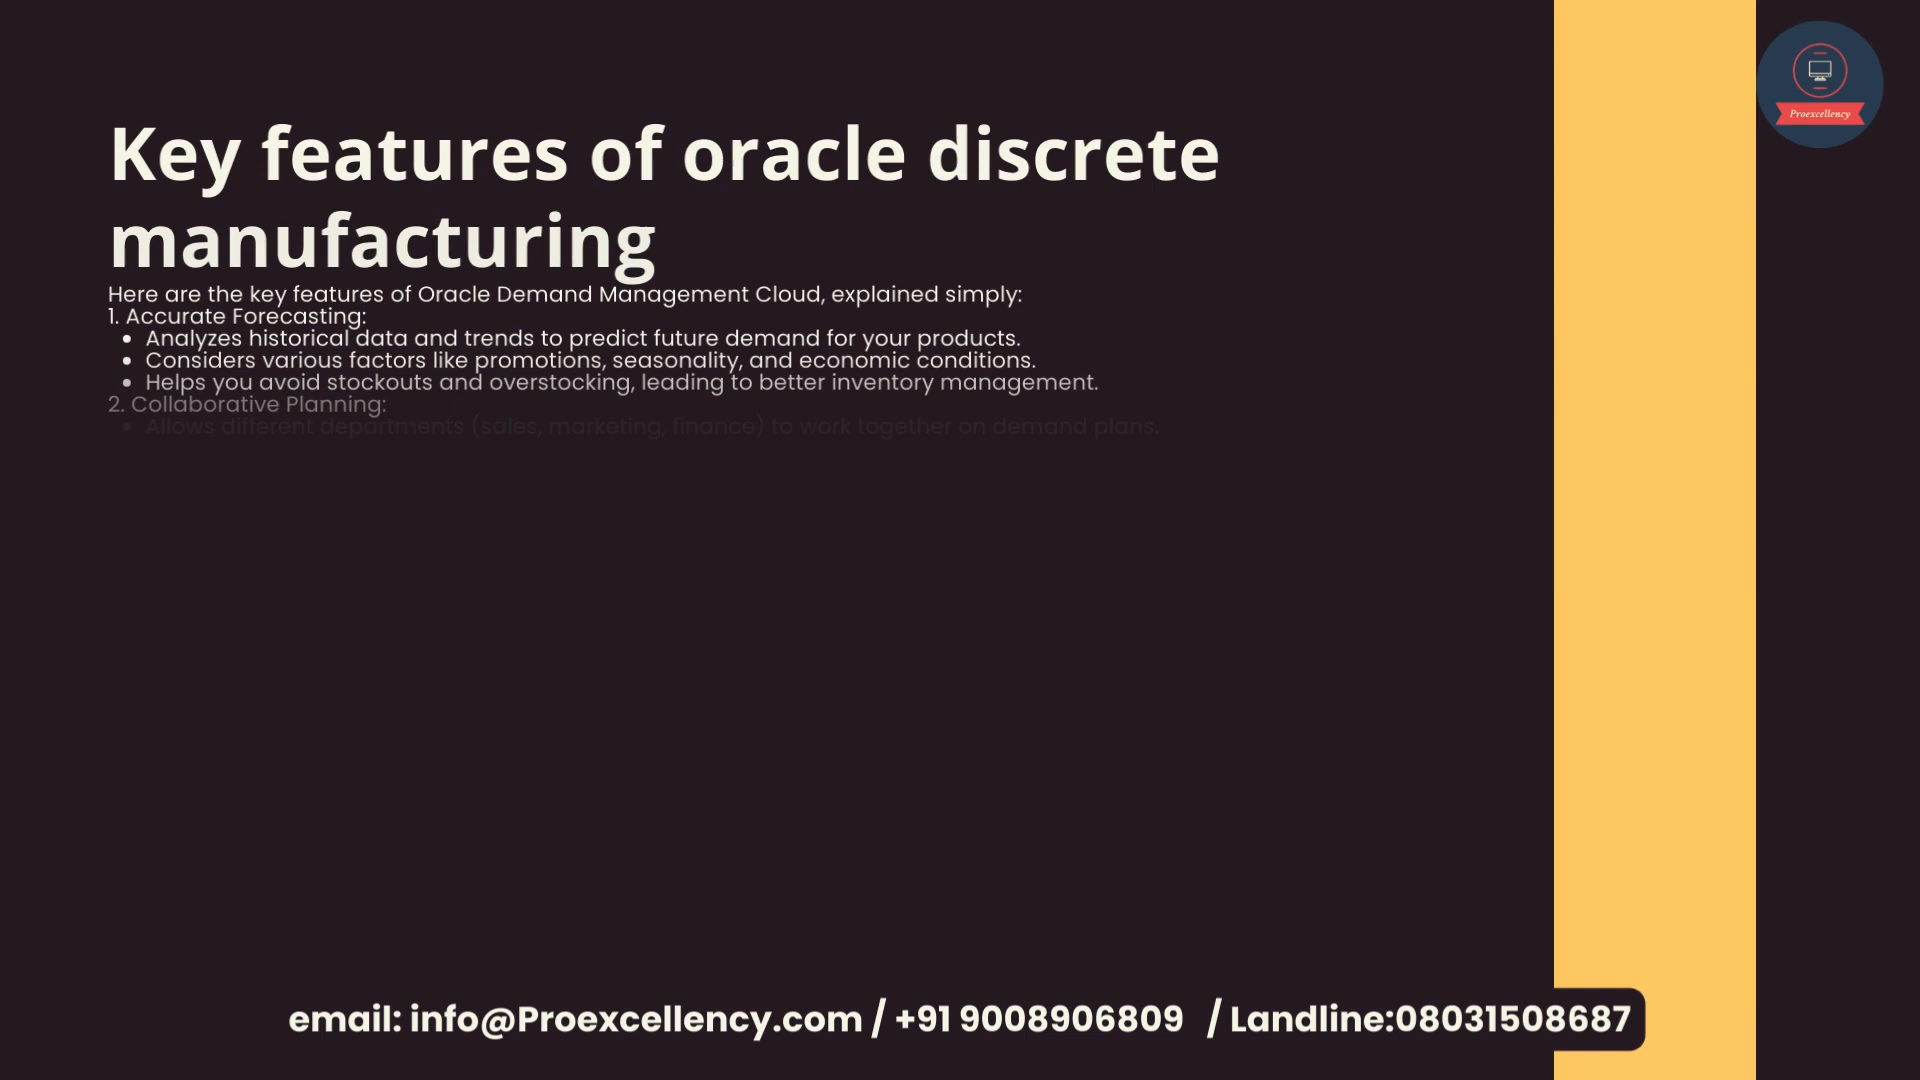 Proexcellency
Key features of oracle discrete
manufacturing
Here are the key features of Oracle Demand Management Cloud, explained simply:
1. Accurate Forecasting:
• Analyzes historical data and trends to predict future demand for your products.
• Considers various factors like promotions, seasonality, and economic conditions.
• Helps you avoid stockouts and overstocking, leading to better inventory management.
2. Collaborative Planning:
• Allows different departments (sales, marketing, finance) to work together on demand plans.
email: info@Proexcellency.com / +91 9008906809 / Landline:08031508687